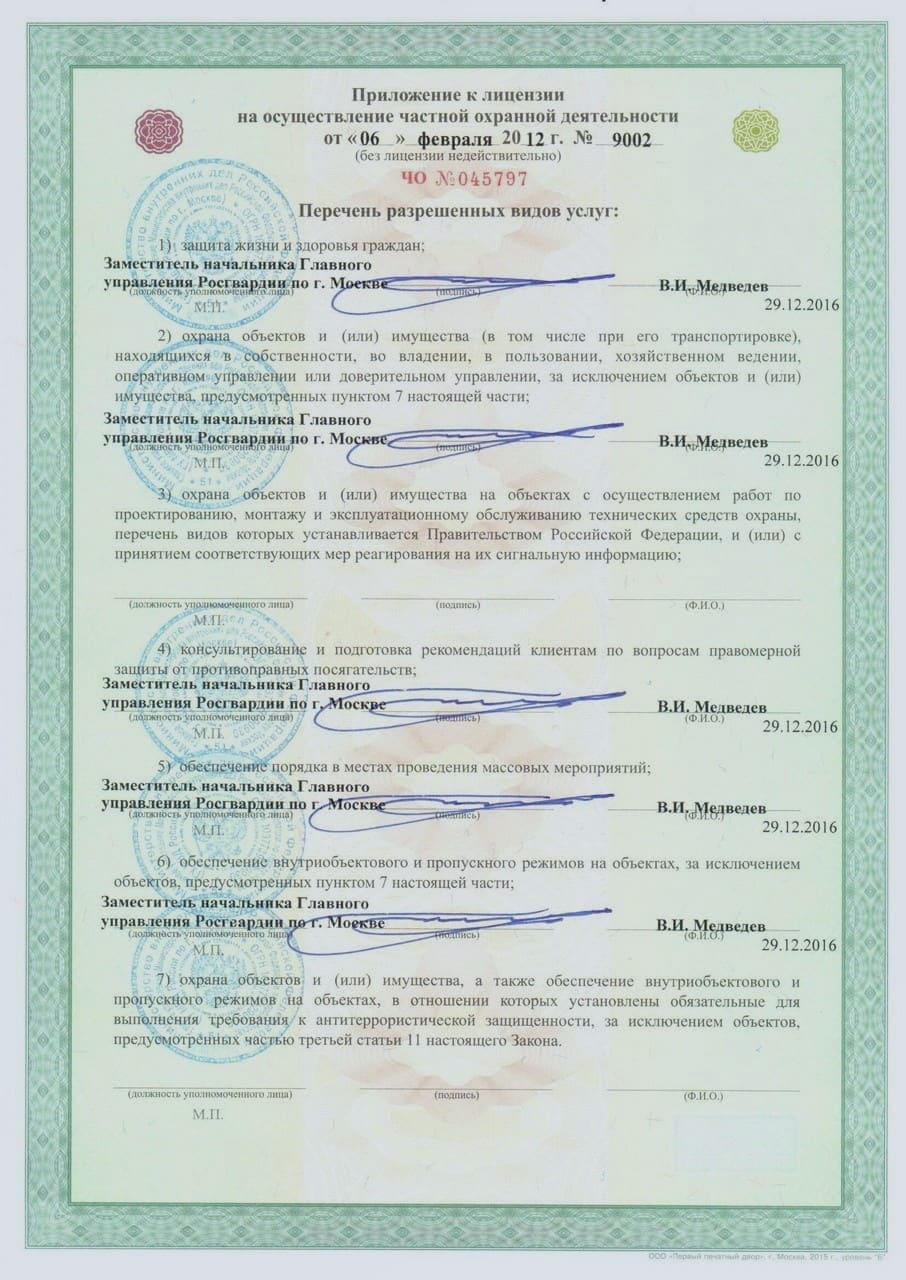 Приложение к лицензии
на осуществление частной охранной деятельности
от «06 » февраля 2012 г. № 9002
(без лицензии недействительно)
ЧО №045797
Перечень разрешенных видов услуг:
1) защита жизни и здоровья граждан;
Заместитель начальника Главного
управления Росгвардии по г. Москве В.И. Медведев
(должность уполномоченного лица) (подпись) (Ф.И.О.)
М.П. 29.12.2016
2) охрана объектов и (или) имущества (в том числе при его транспортировке),
находящихся в собственности, во владении, в пользовании, хозяйственном ведении,
оперативном управлении или доверительном управлении, за исключением объектов и (или)
имущества, предусмотренных пунктом 7 настоящей части;
Заместитель начальника Главного
управления Росгвардии по г. Москве В.И. Медведев
(должность уполномоченного лица) (подпись) (Ф.И.О.)
М.П. 29.12.2016
3) охрана объектов и (или) имущества на объектах с осуществлением работ по
проектированию, монтажу и эксплуатационному обслуживанию технических средств охраны,
перечень видов которых устанавливается Правительством Российской Федерации, и (или) с
принятием соответствующих мер реагирования на их сигнальную информацию;
(должность уполномоченного лица) (подпись) (Ф.И.О.)
М.П.
4) консультирование и подготовка рекомендаций клиентам по вопросам правомерной
защиты от противоправных посягательств;
Заместитель начальника Главного
управления Росгвардии по г. Москве В.И. Медведев
(должность уполномоченного лица) (подпись) (Ф.И.О.)
М.П. 29.12.2016
5) обеспечение порядка в местах проведения массовых мероприятий;
Заместитель начальника Главного
управления Росгвардии по г. Москве В.И. Медведев
(должность уполномоченного лица) (подпись) (Ф.И.О.)
М.П. 29.12.2016
6) обеспечение внутриобъектового и пропускного режимов на объектах, за исключением
объектов, предусмотренных пунктом 7 настоящей части;
Заместитель начальника Главного
управления Росгвардии по г. Москве В.И. Медведев
(должность уполномоченного лица) (подпись) (Ф.И.О.)
М.П. 29.12.2016
7) охрана объектов и (или) имущества, а также обеспечение внутриобъектового и
пропускного режимов на объектах, в отношении которых установлены обязательные для
выполнения требования к антитеррористической защищенности, за исключением объектов,
предусмотренных частью третьей статьи 11 настоящего Закона.
(должность уполномоченного лица) (подпись) (Ф.И.О.)
М.П.
ООО «Первый печатный двор», г. Москва, 2015 г., уровень "Б"